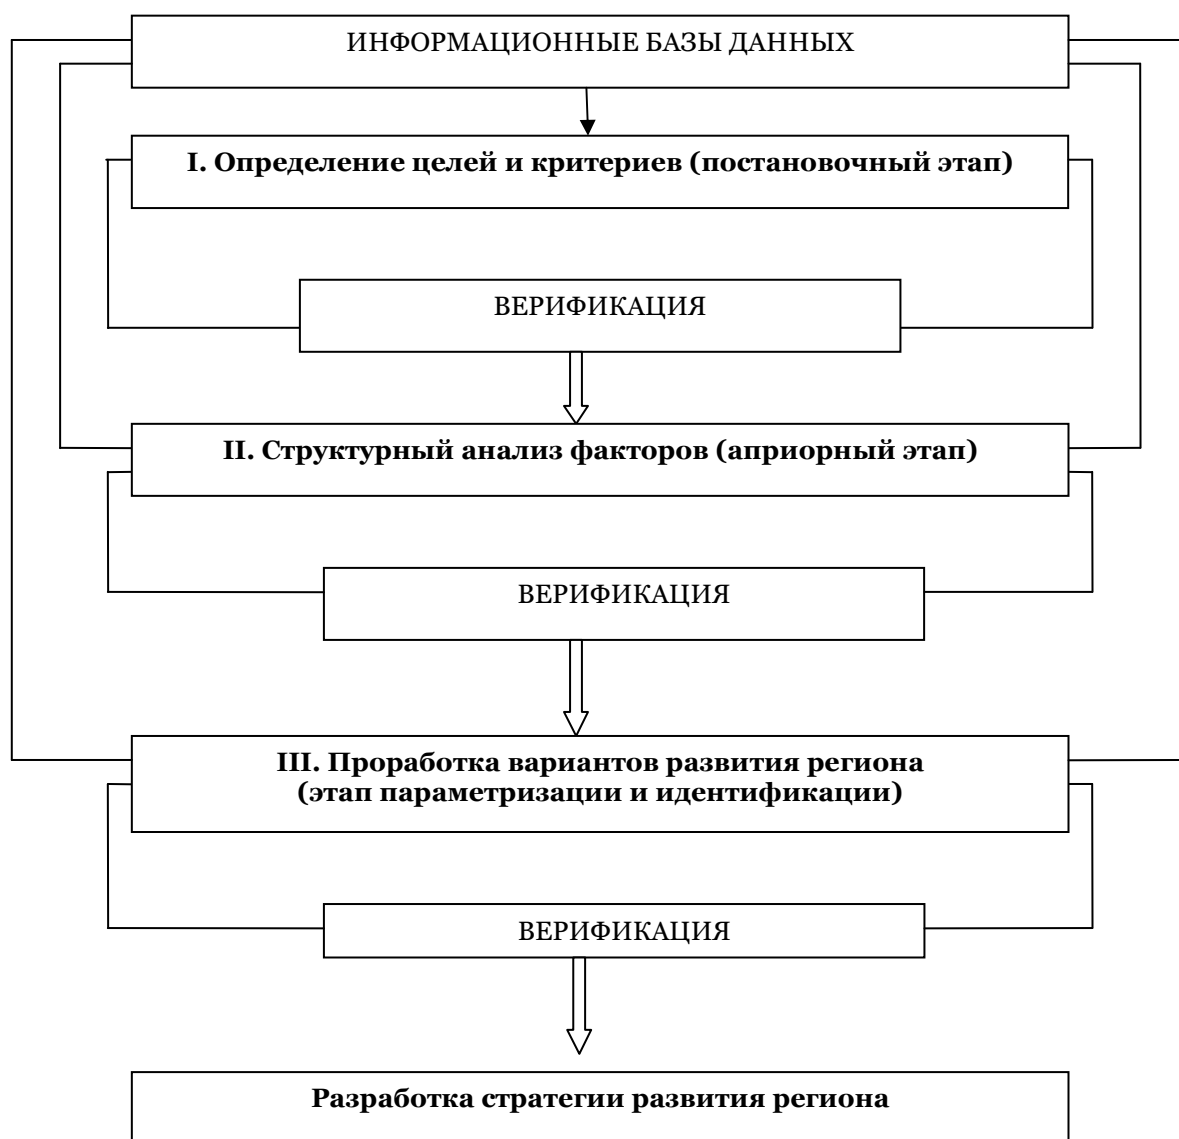 ИНФОРМАЦИОННЫЕ БАЗЫ ДАННЫХ
I. Определение целей и критериев (постановочный этап)
ВЕРИФИКАЦИЯ
II. Структурный анализ факторов (априорный этап)
ВЕРИФИКАЦИЯ
III. Проработка вариантов развития региона
(этап параметризации и идентификации)
ВЕРИФИКАЦИЯ
Разработка стратегии развития региона